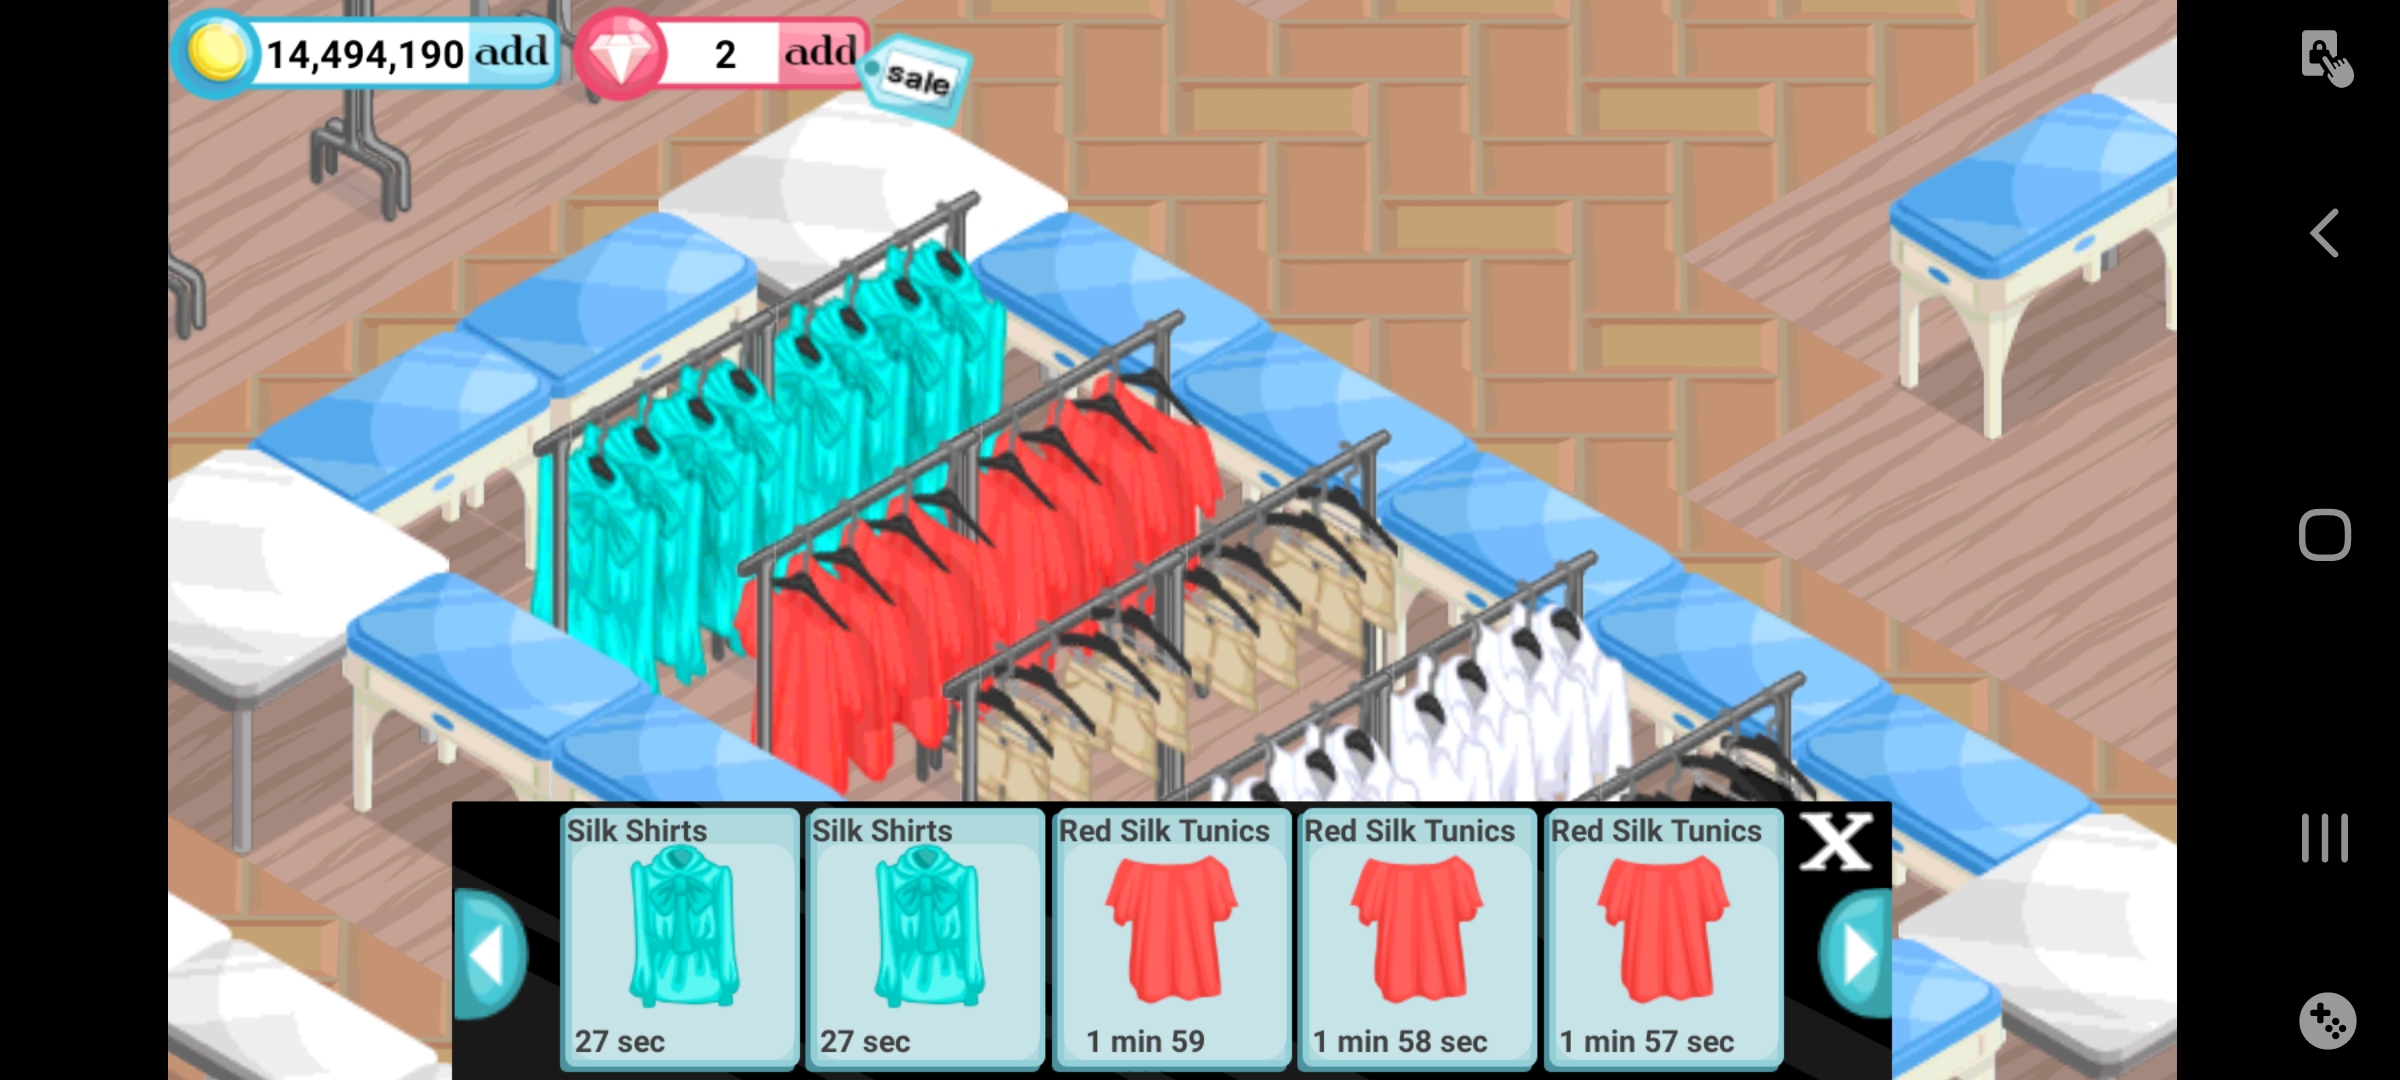 14,494,190 add
2 add
sale
Silk Shirts
27 sec
Silk Shirts
27 sec
Red Silk Tunics
1 min 59
Red Silk Tunics
1 min 58 sec
Red Silk Tunics
1 min 57 sec
X